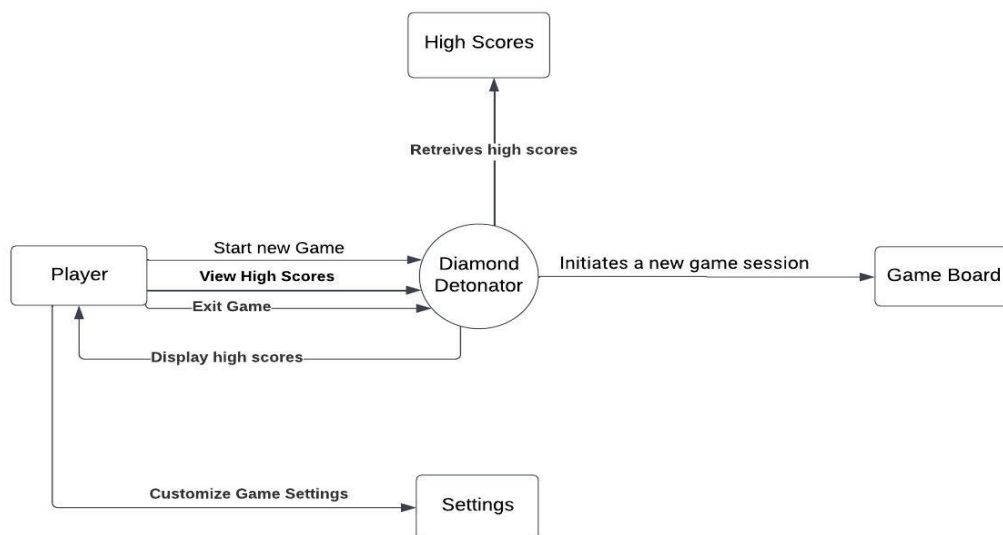 High Scores
Retreives high scores
Start new Game
Player
View High Scores
Diamond
Detonator
Initiates a new game session
Game Board
Exit Game
Display high scores
Customize Game Settings
Settings